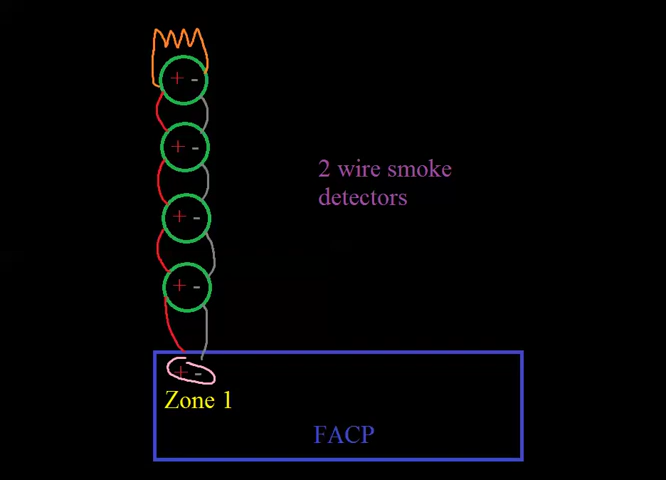 + -
+ -
2 wire smoke
detectors
+ -
+ -
+ -
Zone 1
FACP